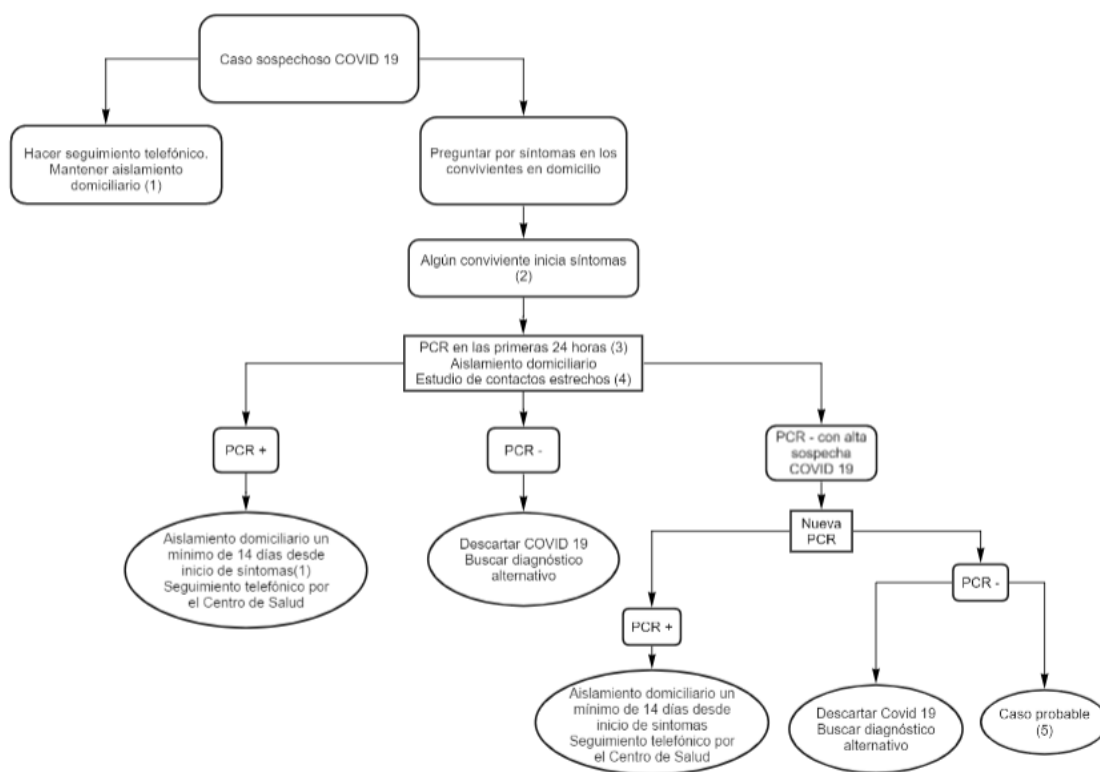 Caso sospechoso COVID 19
Hacer seguimiento telefónico.
Mantener aislamiento
domiciliario (1)
Preguntar por síntomas en los
convivientes en domicilio
Algún conviviente inicia síntomas
(2)
PCR en las primeras 24 horas (3)
Aislamiento domiciliario
Estudio de contactos estrechos (4)
PCR +
PCR -
PCR - con alta
sospecha
COVID 19
Aislamiento domiciliario un
mínimo de 14 días desde
inicio de síntomas(1)
Seguimiento telefónico por
el Centro de Salud
Descartar COVID 19
Buscar diagnóstico
alternativo
Nueva
PCR
PCR +
PCR -
Aislamiento domiciliario un
mínimo de 14 días desde
inicio de sintomas
Seguimiento telefónico por
el Centro de Salud
Descartar Covid 19
Buscar diagnóstico
alternativo
Caso probable
(5)